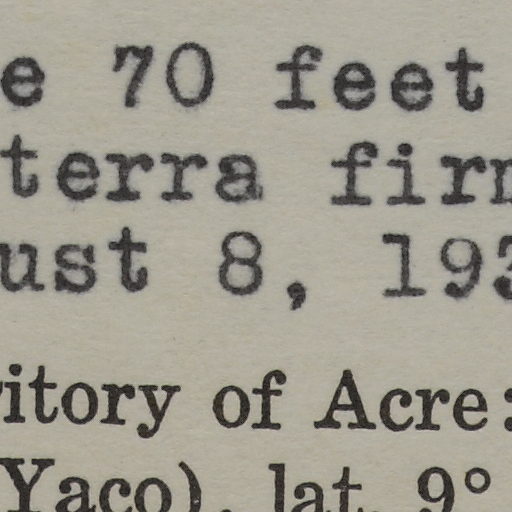 e 70 feet
terra firm
ust 8, 193
itory of Acre:
Yaco), lat. 9°